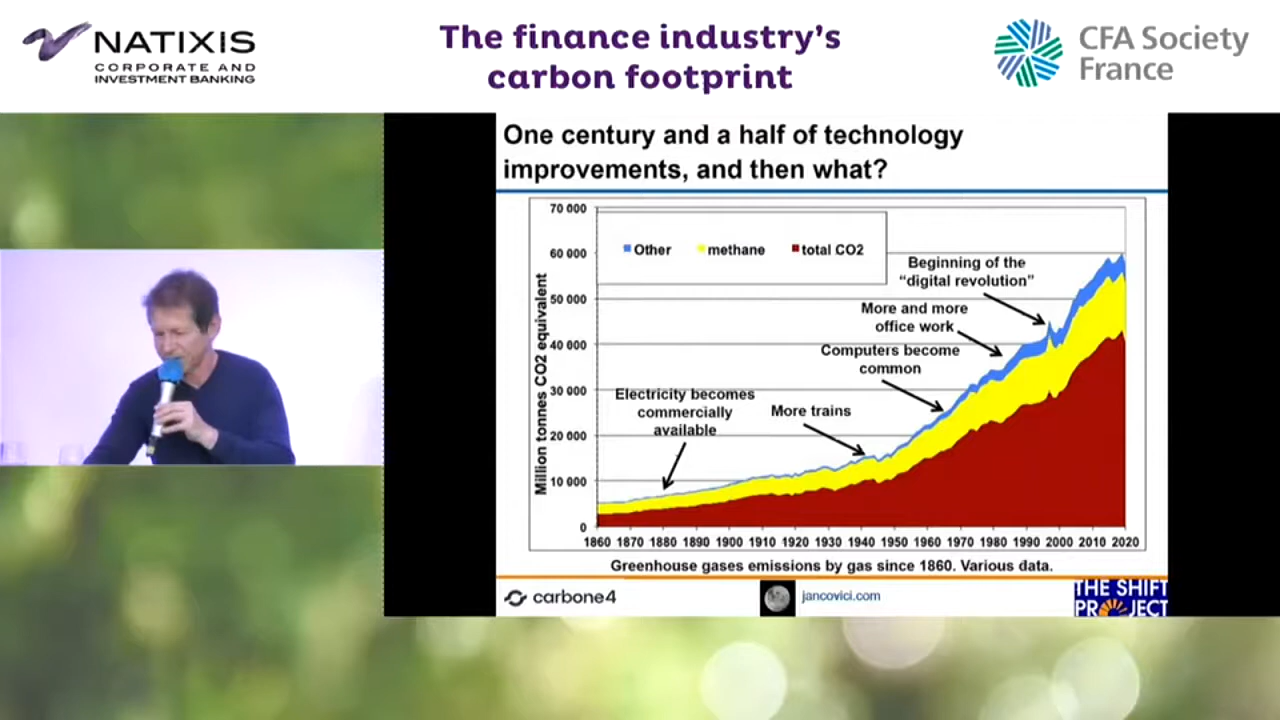 NATIXIS
CORPORATE AND
INVESTMENT BANKING
The finance industry's
carbon footprint
CFA Society
France
One century and a half of technology
improvements, and then what?
70 000
60 000
50 000
40 000
30 000
20 000
10 000
0
Million tonnes CO2 equivalent
Other
methane
total CO2
Beginning of the
“digital revolution”
More and more
office work
Computers become
common
Electricity becomes
commercially
available
More trains
1860 1870 1880 1890 1900 1910 1920 1930 1940 1950 1960 1970 1980 1990 2000 2010 2020
Greenhouse gases emissions by gas since 1860. Various data.
carbone4
jancovici.com
THE SHIFT
PROJECT